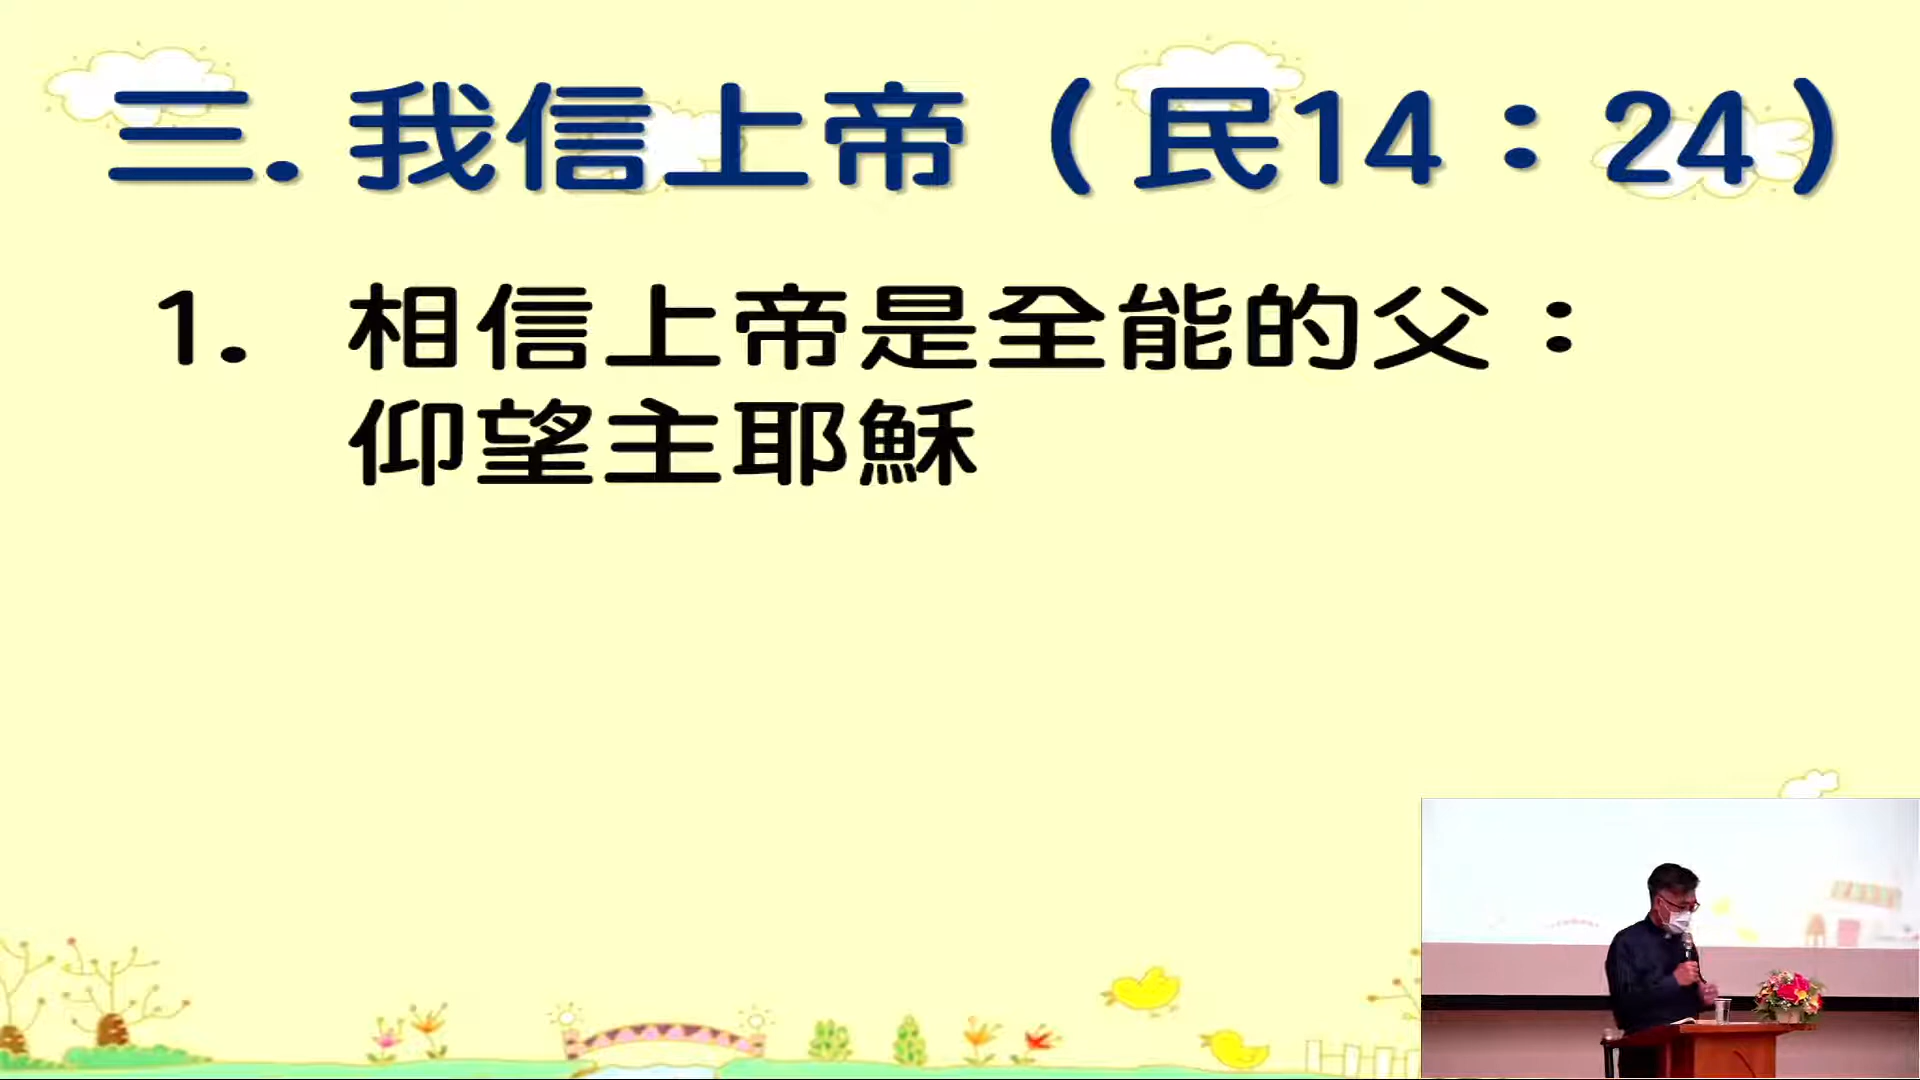 三. 我信上帝（民14：24）
1. 相信上帝是全能的父：
仰望主耶穌